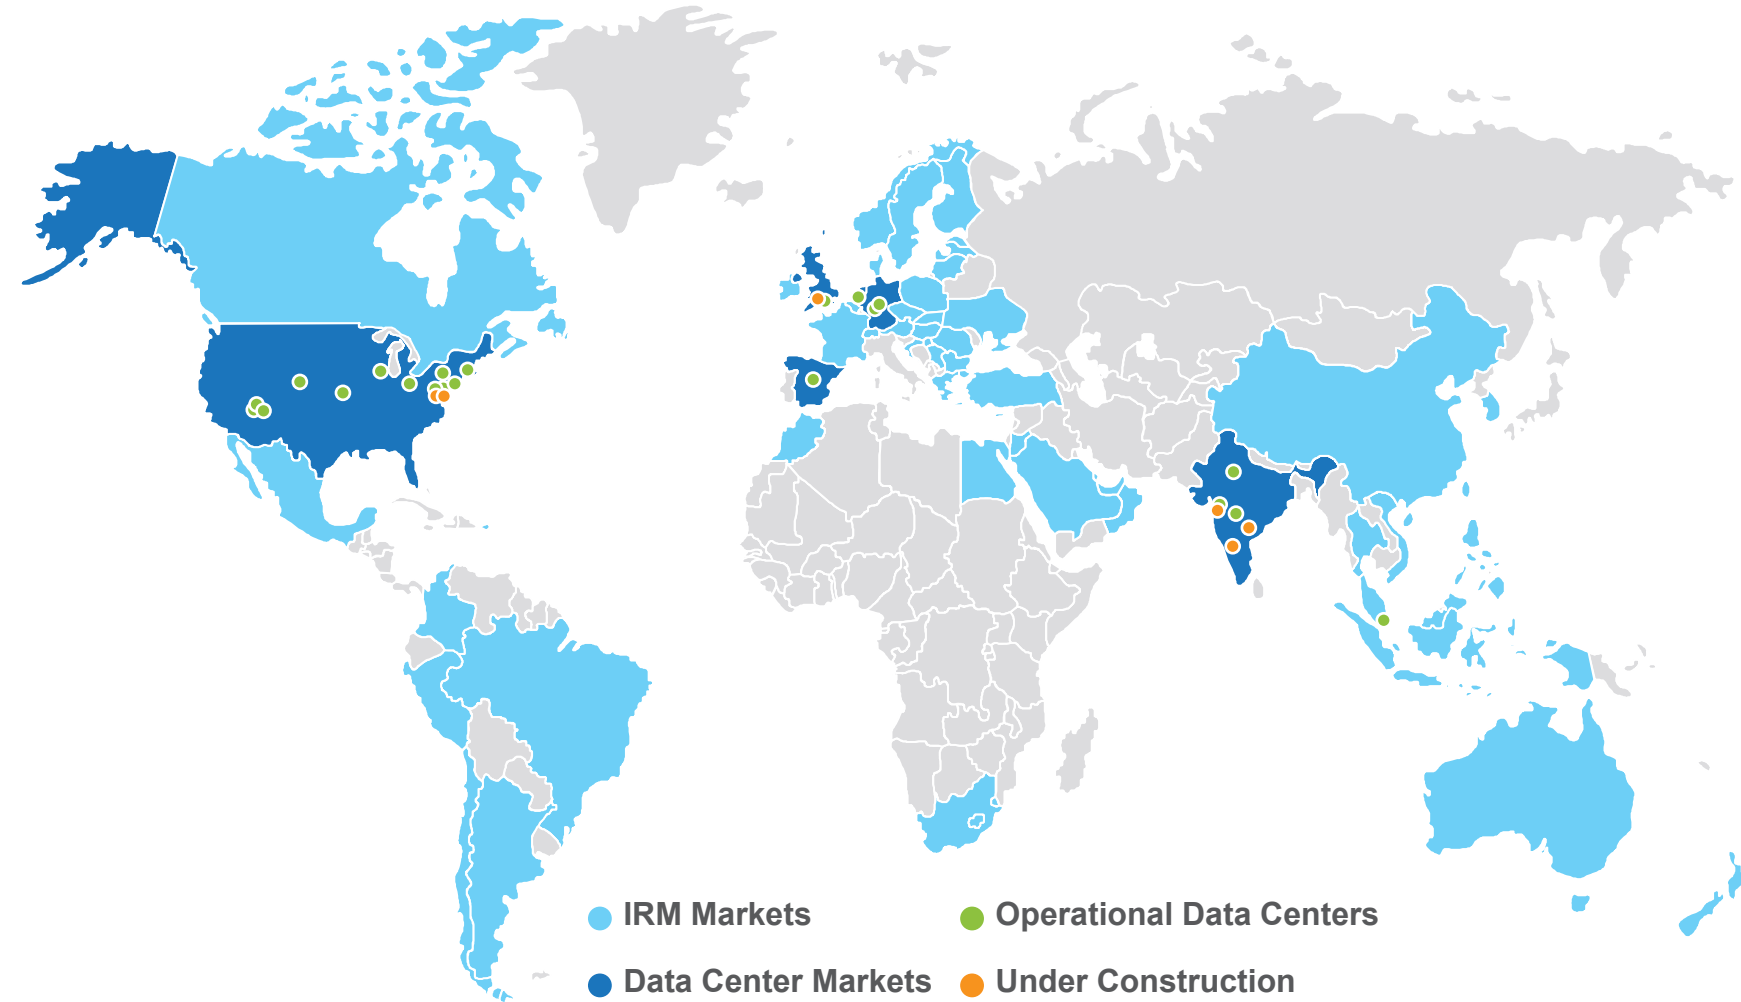 IRM Markets
Operational Data Centers
Data Center Markets
Under Construction